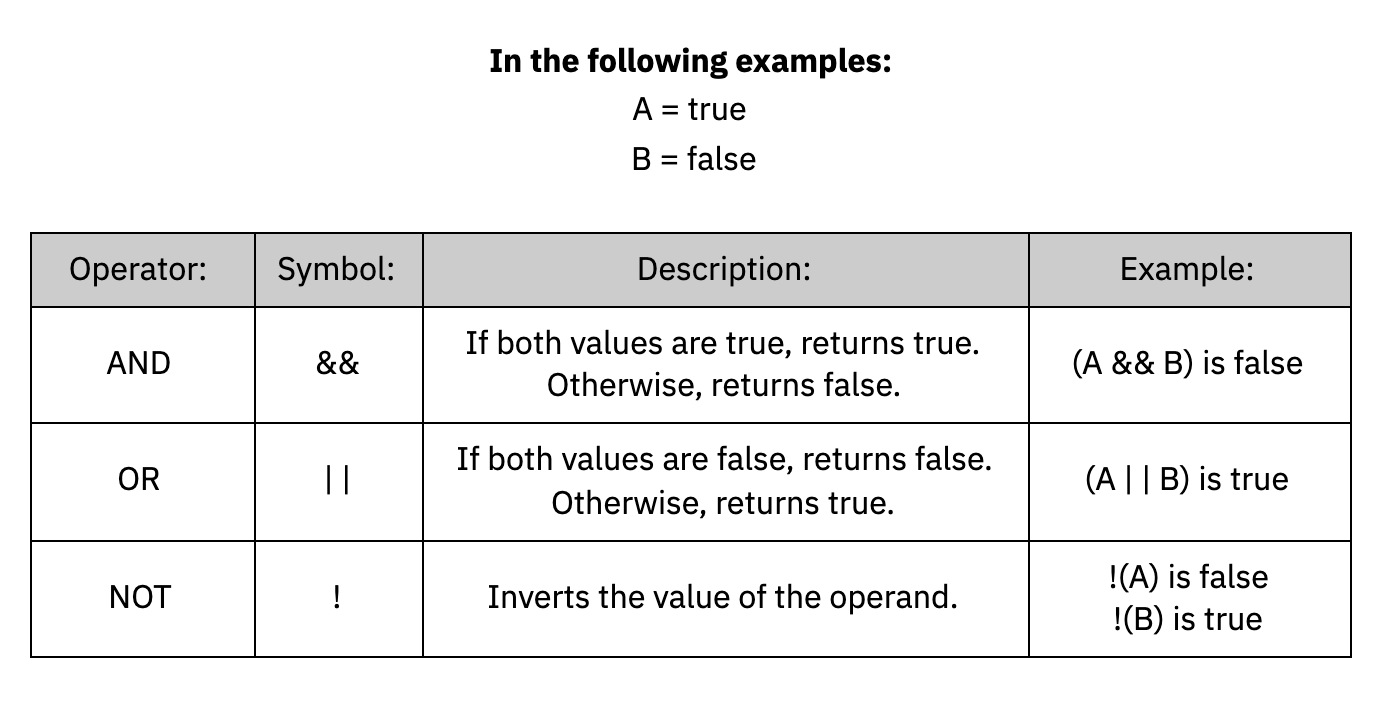 In the following examples:
A = true
B = false
Operator: Symbol: Description: Example:
AND && If both values are true, returns true. (A && B) is false
Otherwise, returns false.
OR || If both values are false, returns false. (A || B) is true
Otherwise, returns true.
NOT ! Inverts the value of the operand. !(A) is false
!(B) is true